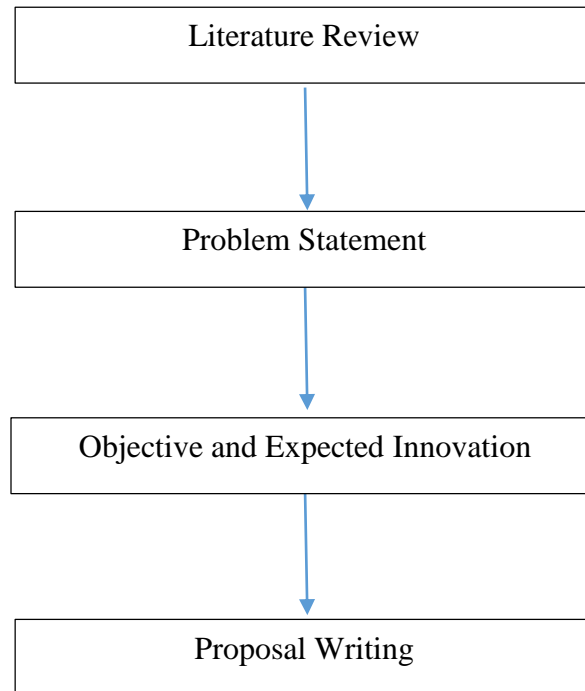 Literature Review
Problem Statement
Objective and Expected Innovation
Proposal Writing